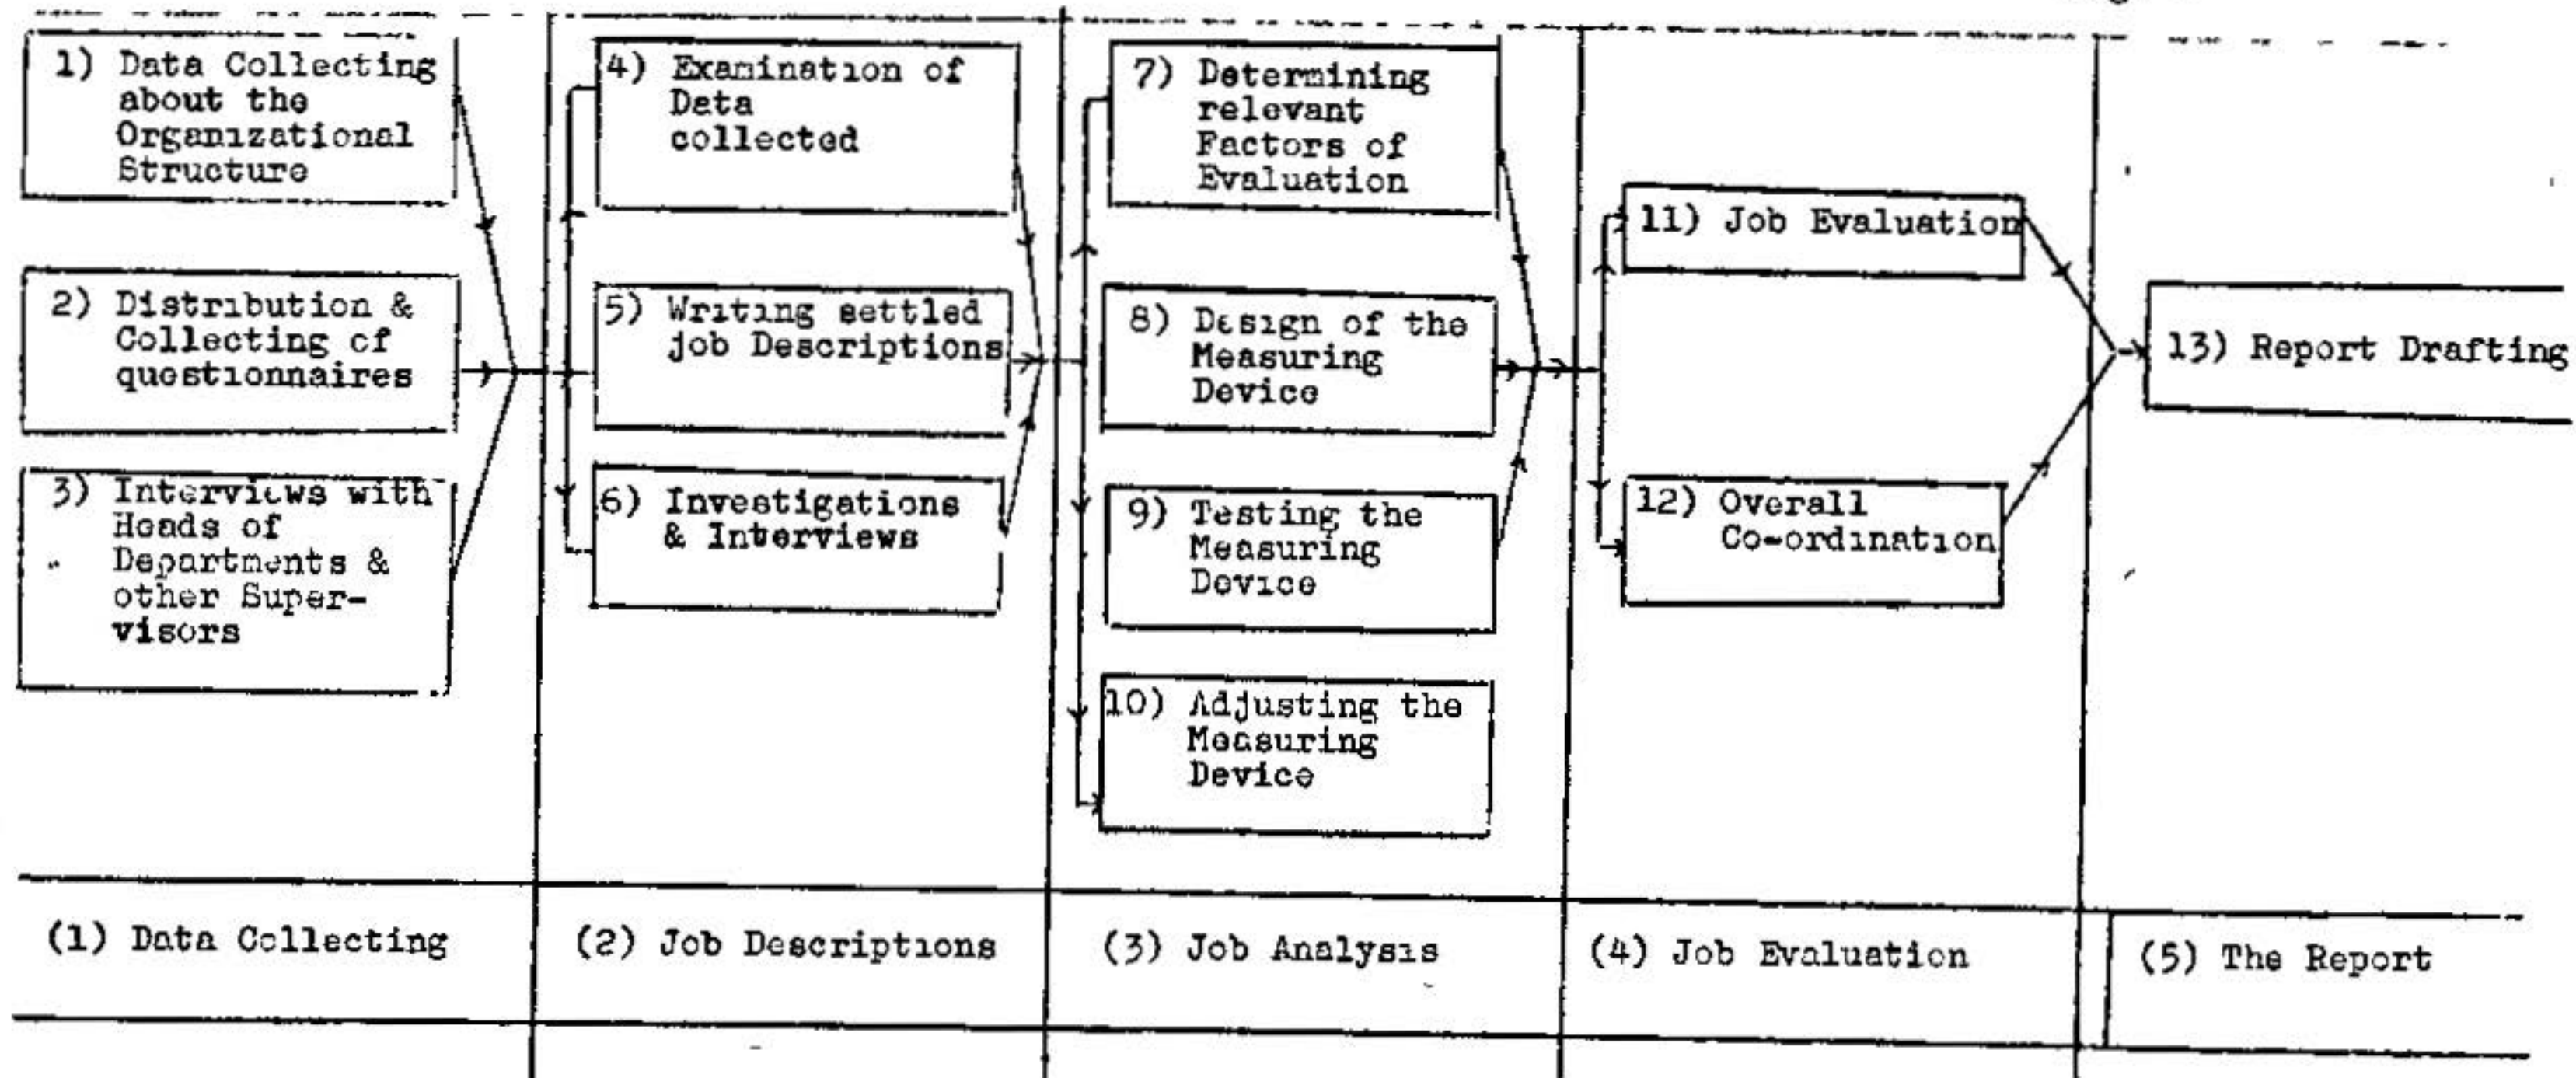 1) Data Collecting
about the
Organizational
Structure
2) Distribution &
Collecting of
questionnaires
3) Interviews with
Heads of
Departments &
other Super-
visors
4) Examination of
Data
collected
5) Writing settled
job Descriptions
6) Investigations
& Interviews
7) Determining
relevant
Factors of
Evaluation
8) Design of the
Measuring
Device
9) Testing the
Measuring
Device
10) Adjusting the
Measuring
Device
11) Job Evaluation
12) Overall
Co-ordination
13) Report Drafting
(1) Data Collecting
(2) Job Descriptions
(3) Job Analysis
(4) Job Evaluation
(5) The Report